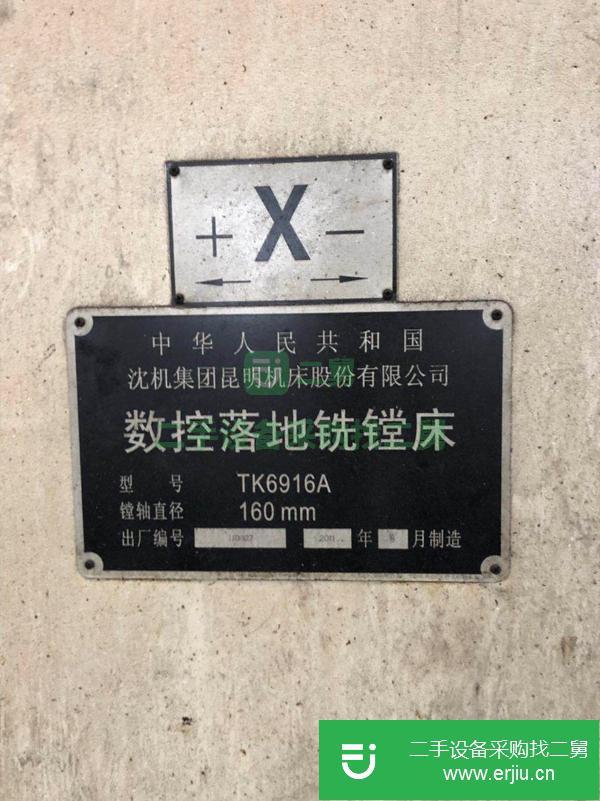 + X −
中华人民共和国
沈机集团昆明机床股份有限公司
数控落地铣镗床
型 号 TK6916A
镗轴直径 160 mm
出厂编号 年 8 月制造
二舅
二手设备采购找二舅
www.erjiu.cn